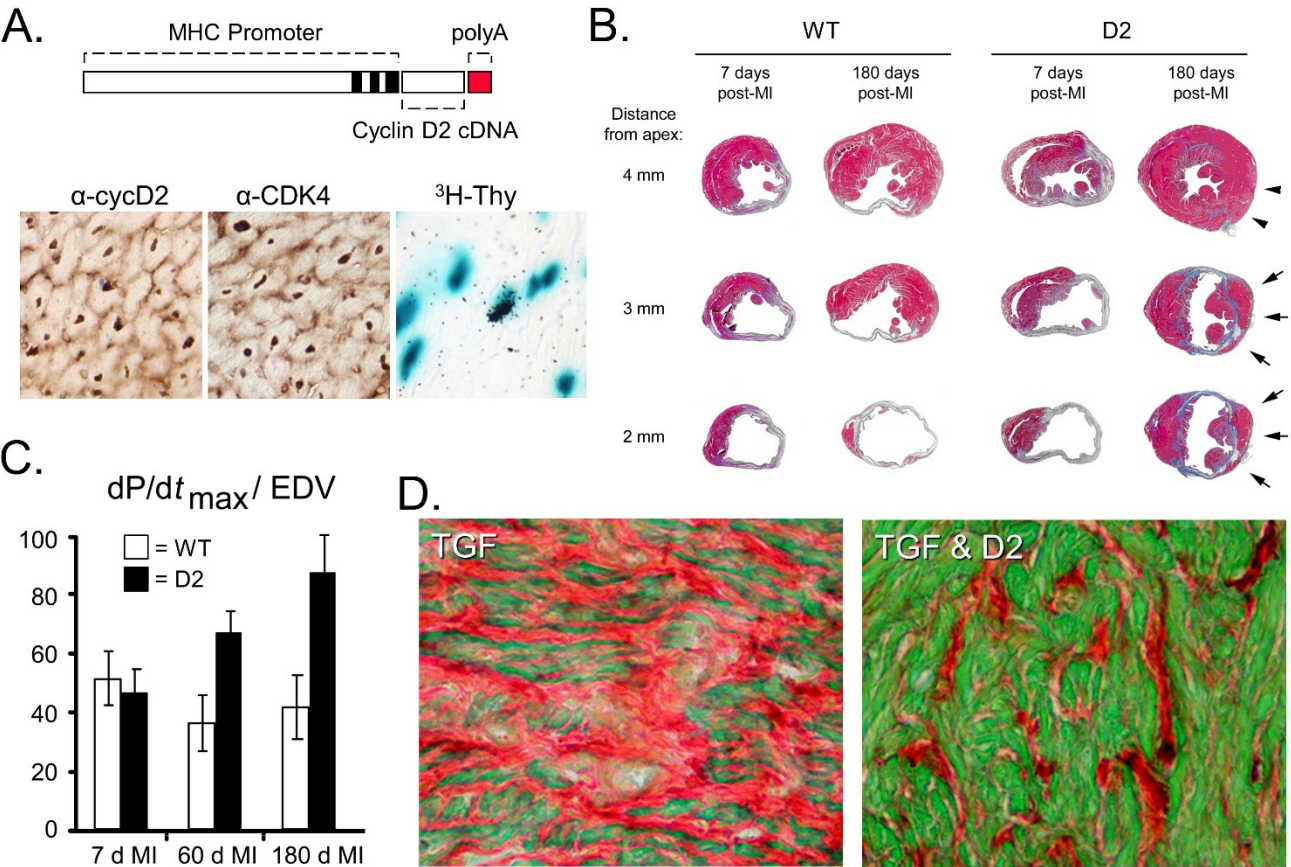 A.
MHC Promoter
polyA
Cyclin D2 cDNA
α-cycD2
α-CDK4
³H-Thy
B.
WT
D2
7 days
post-MI
180 days
post-MI
7 days
post-MI
180 days
post-MI
Distance
from apex:
4 mm
3 mm
2 mm
C.
dP/dt max / EDV
100
80
60
40
20
0
= WT
= D2
7 d MI
60 d MI
180 d MI
D.
TGF
TGF & D2